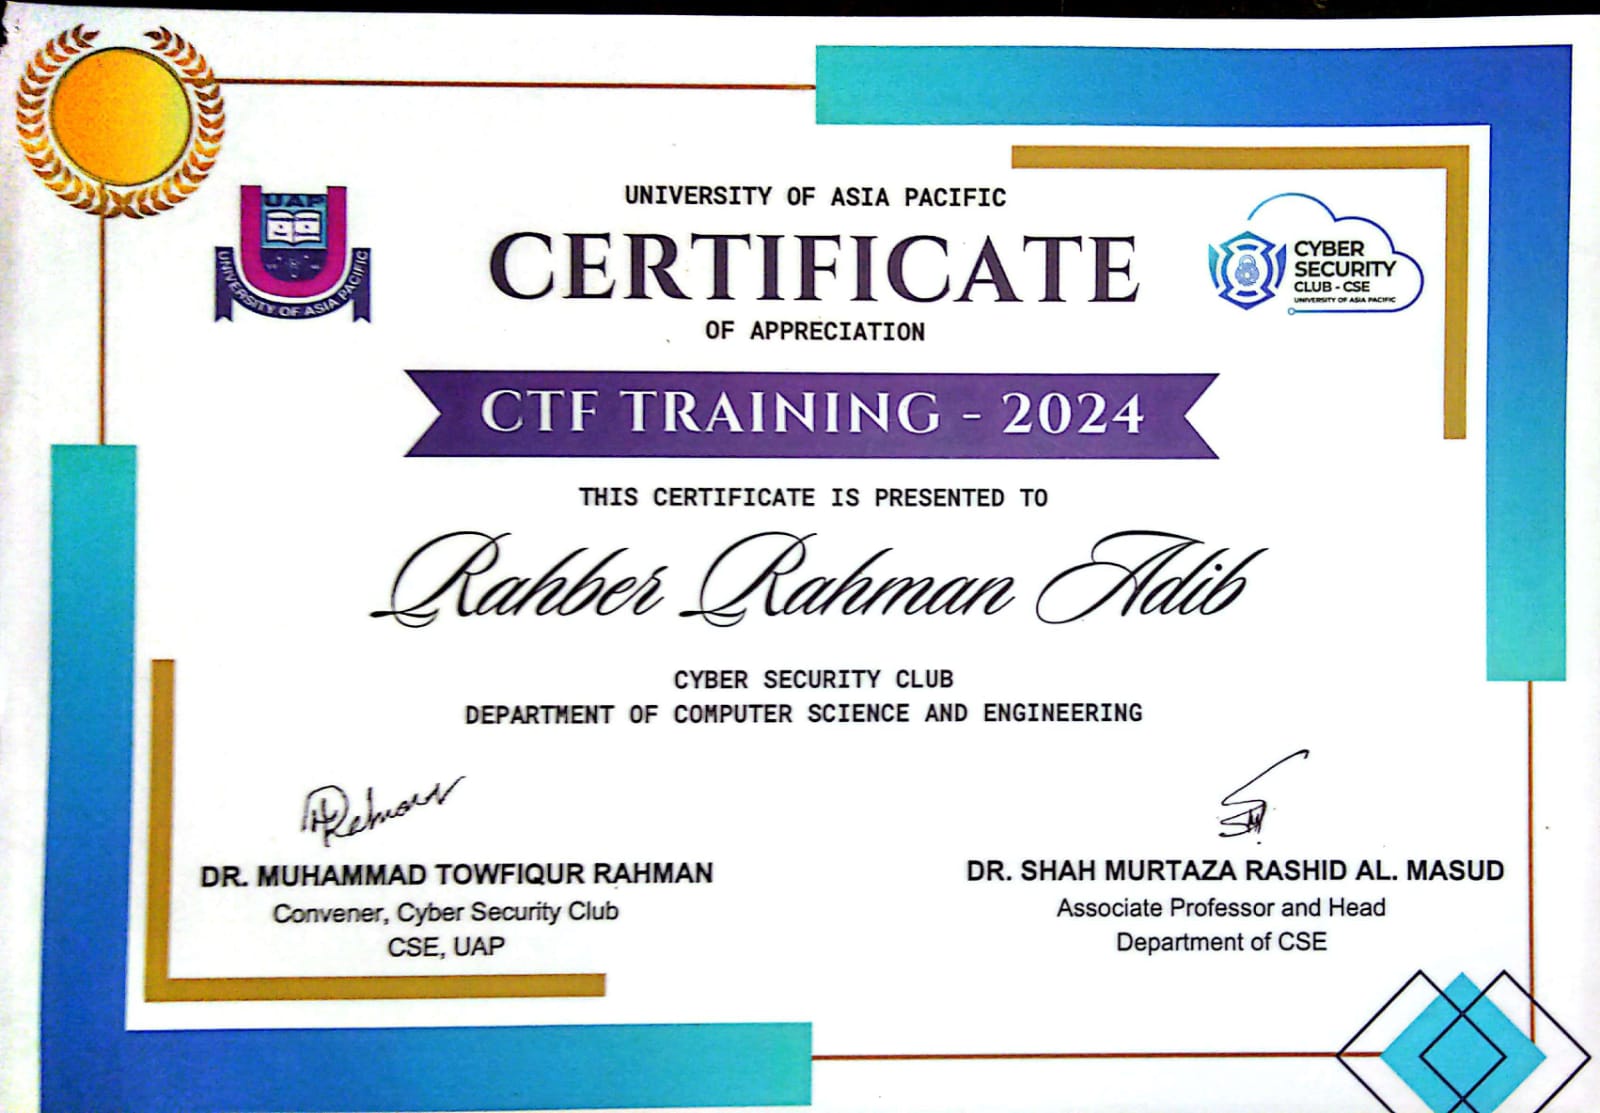 UAP
UNIVERSITY OF ASIA PACIFIC
UNIVERSITY OF ASIA PACIFIC
CERTIFICATE
OF APPRECIATION
CYBER
SECURITY
CLUB - CSE
UNIVERSITY OF ASIA PACIFIC
CTF TRAINING - 2024
THIS CERTIFICATE IS PRESENTED TO
Rahber Rahman Adib
CYBER SECURITY CLUB
DEPARTMENT OF COMPUTER SCIENCE AND ENGINEERING
DR. MUHAMMAD TOWFIQUR RAHMAN
Convener, Cyber Security Club
CSE, UAP
DR. SHAH MURTAZA RASHID AL. MASUD
Associate Professor and Head
Department of CSE